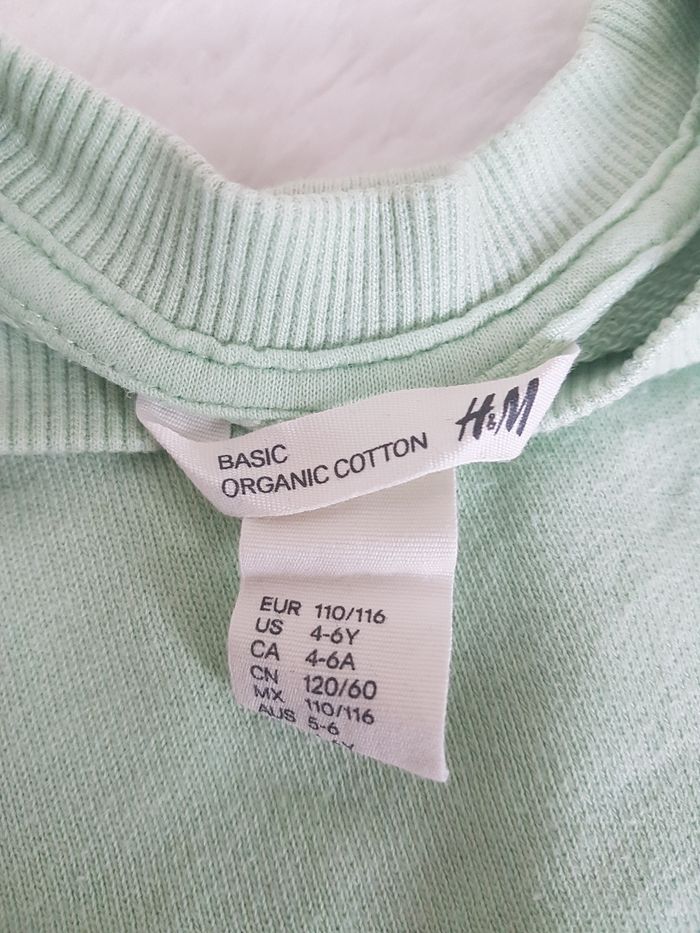 BASIC
ORGANIC COTTON
H&M
EUR 110/116
US 4-6Y
CA 4-6A
CN 120/60
MX 110/116
AUS 5-6